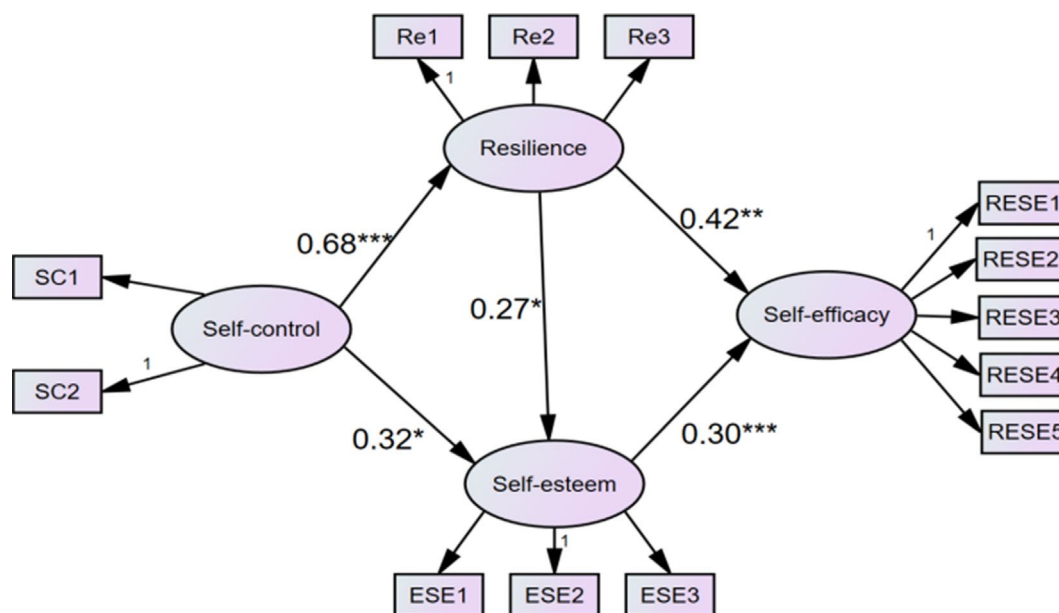 Re1 Re2 Re3
1
Resilience
RESE1
0.42**
1
0.68***
RESE2
SC1
0.27*
Self-efficacy
RESE3
Self-control
1
SC2
RESE4
0.32*
0.30***
RESE5
Self-esteem
1
ESE1 ESE2 ESE3